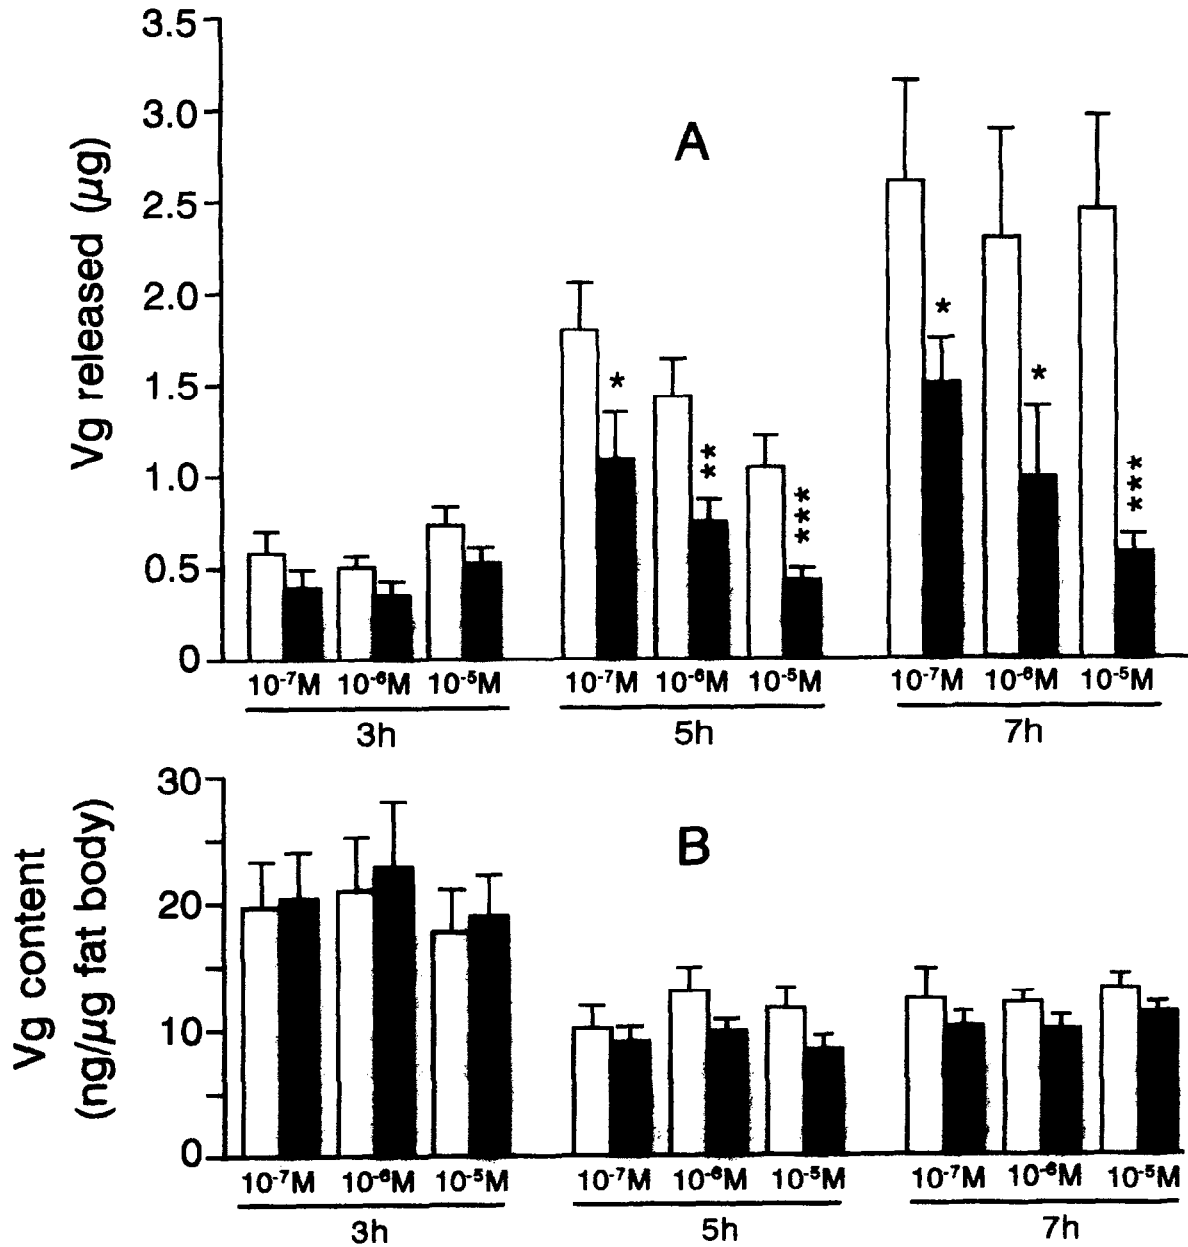 3.5
3.0
2.5
2.0
1.5
1.0
0.5
0
Vg released (µg)
A
*
**
***
*
*
***
10⁻⁷M 10⁻⁶M 10⁻⁵M
3h
10⁻⁷M 10⁻⁶M 10⁻⁵M
5h
10⁻⁷M 10⁻⁶M 10⁻⁵M
7h
30
20
10
0
Vg content
(ng/µg fat body)
B
10⁻⁷M 10⁻⁶M 10⁻⁵M
3h
10⁻⁷M 10⁻⁶M 10⁻⁵M
5h
10⁻⁷M 10⁻⁶M 10⁻⁵M
7h